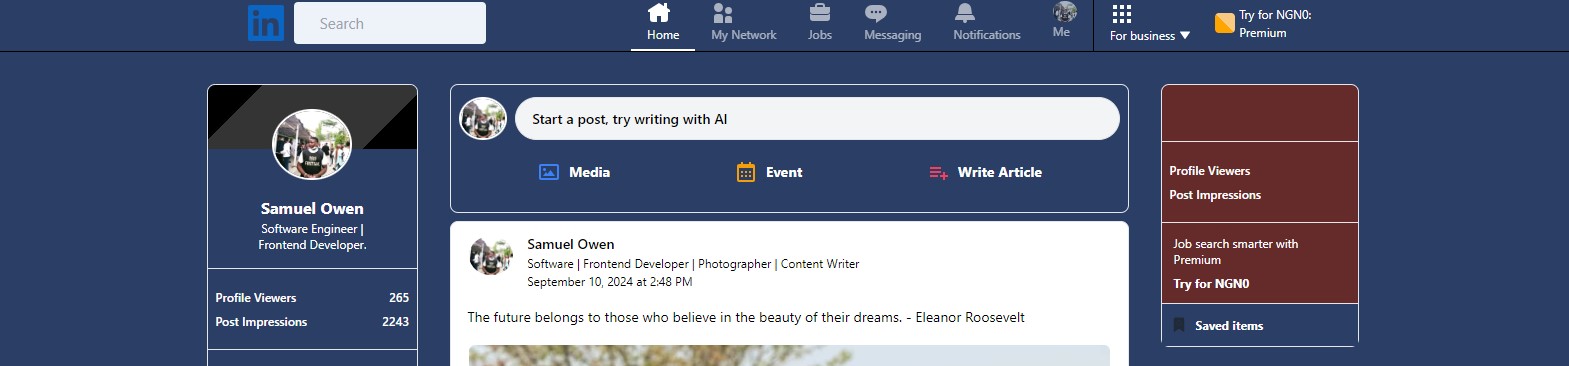 in
Search
Home
My Network
Jobs
Messaging
Notifications
Me
For business ▼
Try for NGN0:
Premium
Samuel Owen
Software Engineer |
Frontend Developer.
Profile Viewers 265
Post Impressions 2243
Start a post, try writing with AI
Media
Event
Write Article
Samuel Owen
Software | Frontend Developer | Photographer | Content Writer
September 10, 2024 at 2:48 PM
The future belongs to those who believe in the beauty of their dreams. - Eleanor Roosevelt
Profile Viewers
Post Impressions
Job search smarter with
Premium
Try for NGN0
Saved items